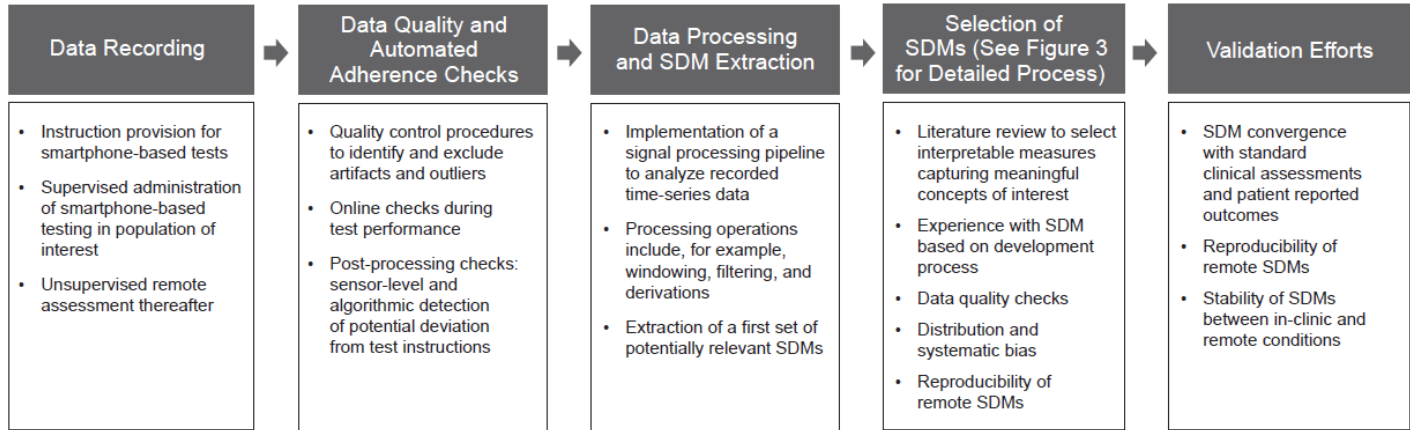 Data Recording
Data Quality and
Automated
Adherence Checks
Data Processing
and SDM Extraction
Selection of
SDMs (See Figure 3
for Detailed Process)
Validation Efforts
• Instruction provision for
smartphone-based tests
• Supervised administration
of smartphone-based
testing in population of
interest
• Unsupervised remote
assessment thereafter
• Quality control procedures
to identify and exclude
artifacts and outliers
• Online checks during
test performance
• Post-processing checks:
sensor-level and
algorithmic detection
of potential deviation
from test instructions
• Implementation of a
signal processing pipeline
to analyze recorded
time-series data
• Processing operations
include, for example,
windowing, filtering, and
derivations
• Extraction of a first set of
potentially relevant SDMs
• Literature review to select
interpretable measures
capturing meaningful
concepts of interest
• Experience with SDM
based on development
process
• Data quality checks
• Distribution and
systematic bias
• Reproducibility of
remote SDMs
• SDM convergence
with standard
clinical assessments
and patient reported
outcomes
• Reproducibility of
remote SDMs
• Stability of SDMs
between in-clinic and
remote conditions